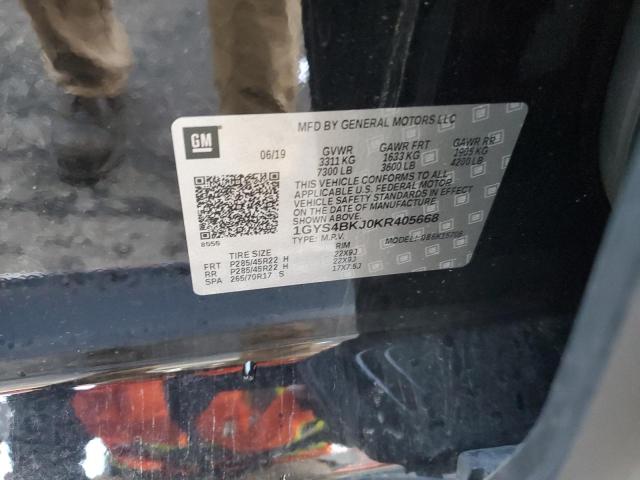 GM
MFD BY GENERAL MOTORS LLC
06/19 GVWR GAWR FRT GAWR RR
3311 KG 1633 KG 1905 KG
7300 LB 3600 LB 4200 LB
THIS VEHICLE CONFORMS TO ALL
APPLICABLE U.S. FEDERAL MOTOR
VEHICLE SAFETY STANDARDS IN EFFECT
ON THE DATE OF MANUFACTURE SHOWN ABOVE.
1GYS4BKJ0KR405668
TYPE: M.P.V. MODEL:
TIRE SIZE RIM
FRT P285/45R22 H 22X9J
RR P285/45R22 H 22X9J
SPA 265/70R17 S 17X7.5J